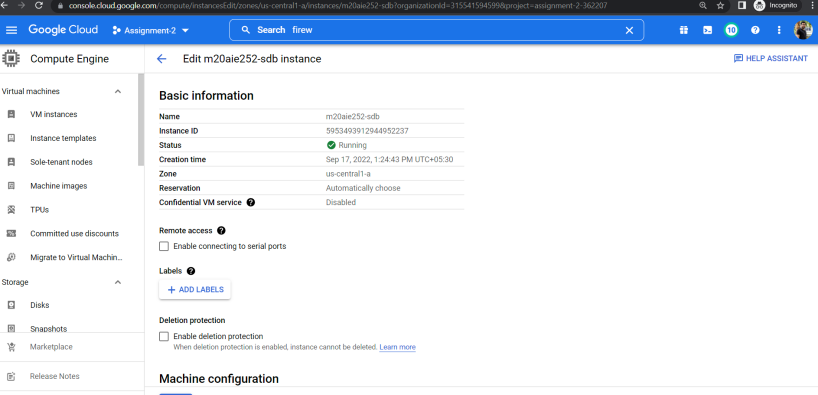 console.cloud.google.com/compute/instancesEdit/zones/us-central1-a/instances/m20aie252-sdb?organizationId=315541594599&project=assignment-2-362207
Incognito
Google Cloud
Assignment-2
Search firew
10
Compute Engine
Edit m20aie252-sdb instance
HELP ASSISTANT
Virtual machines
VM instances
Instance templates
Sole-tenant nodes
Machine images
TPUs
Committed use discounts
Migrate to Virtual Machin...
Storage
Disks
Snapshots
Marketplace
Release Notes
Basic information
Name m20aie252-sdb
Instance ID 5953493912944952237
Status Running
Creation time Sep 17, 2022, 1:24:43 PM UTC+05:30
Zone us-central1-a
Reservation Automatically choose
Confidential VM service Disabled
Remote access
Enable connecting to serial ports
Labels
+ ADD LABELS
Deletion protection
Enable deletion protection
When deletion protection is enabled, instance cannot be deleted. Learn more
Machine configuration